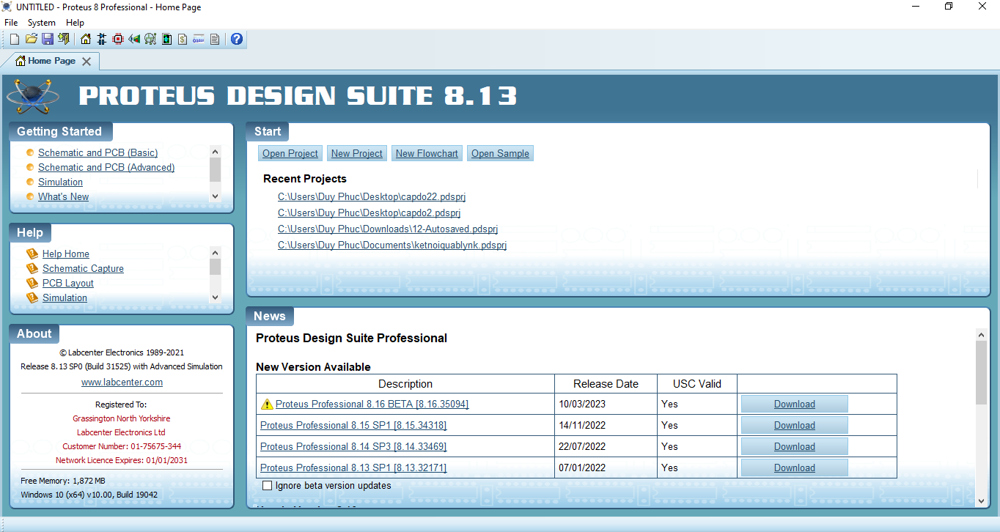 UNTITLED - Proteus 8 Professional - Home Page
File System Help
Home Page
PROTEUS DESIGN SUITE 8.13
Getting Started
Schematic and PCB (Basic)
Schematic and PCB (Advanced)
Simulation
What's New
Help
Help Home
Schematic Capture
PCB Layout
Simulation
About
© Labcenter Electronics 1989-2021
Release 8.13 SP0 (Build 31525) with Advanced Simulation
www.labcenter.com
Registered To:
Grassington North Yorkshire
Labcenter Electronics Ltd
Customer Number: 01-75675-344
Network Licence Expires: 01/01/2031
Free Memory: 1,872 MB
Windows 10 (x64) v10.00, Build 19042
Start
Open Project New Project New Flowchart Open Sample
Recent Projects
C:\Users\Duy Phuc\Desktop\capdo22.pdsprj
C:\Users\Duy Phuc\Desktop\capdo2.pdsprj
C:\Users\Duy Phuc\Downloads\12-Autosaved.pdsprj
C:\Users\Duy Phuc\Documents\ketnoiquablynk.pdsprj
News
Proteus Design Suite Professional
New Version Available
Description Release Date USC Valid
Proteus Professional 8.16 BETA [8.16.35094] 10/03/2023 Yes Download
Proteus Professional 8.15 SP1 [8.15.34318] 14/11/2022 Yes Download
Proteus Professional 8.14 SP3 [8.14.33469] 22/07/2022 Yes Download
Proteus Professional 8.13 SP1 [8.13.32171] 07/01/2022 Yes Download
Ignore beta version updates